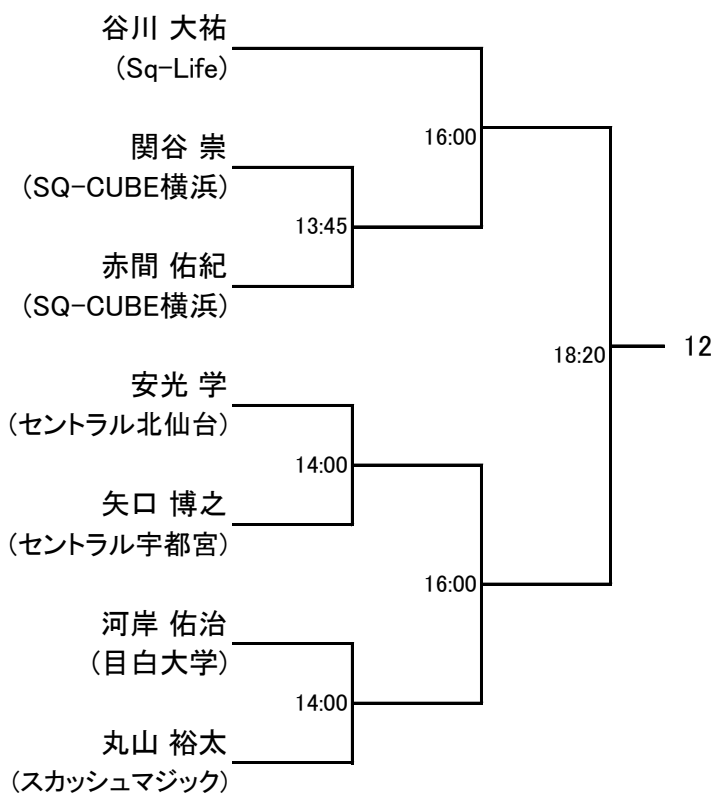 谷川 大祐
(Sq-Life)
16:00
関谷 崇
(SQ-CUBE横浜)
13:45
赤間 佑紀
(SQ-CUBE横浜)
18:20
12
安光 学
(セントラル北仙台)
14:00
矢口 博之
(セントラル宇都宮)
16:00
河岸 佑治
(目白大学)
14:00
丸山 裕太
(スカッシュマジック)